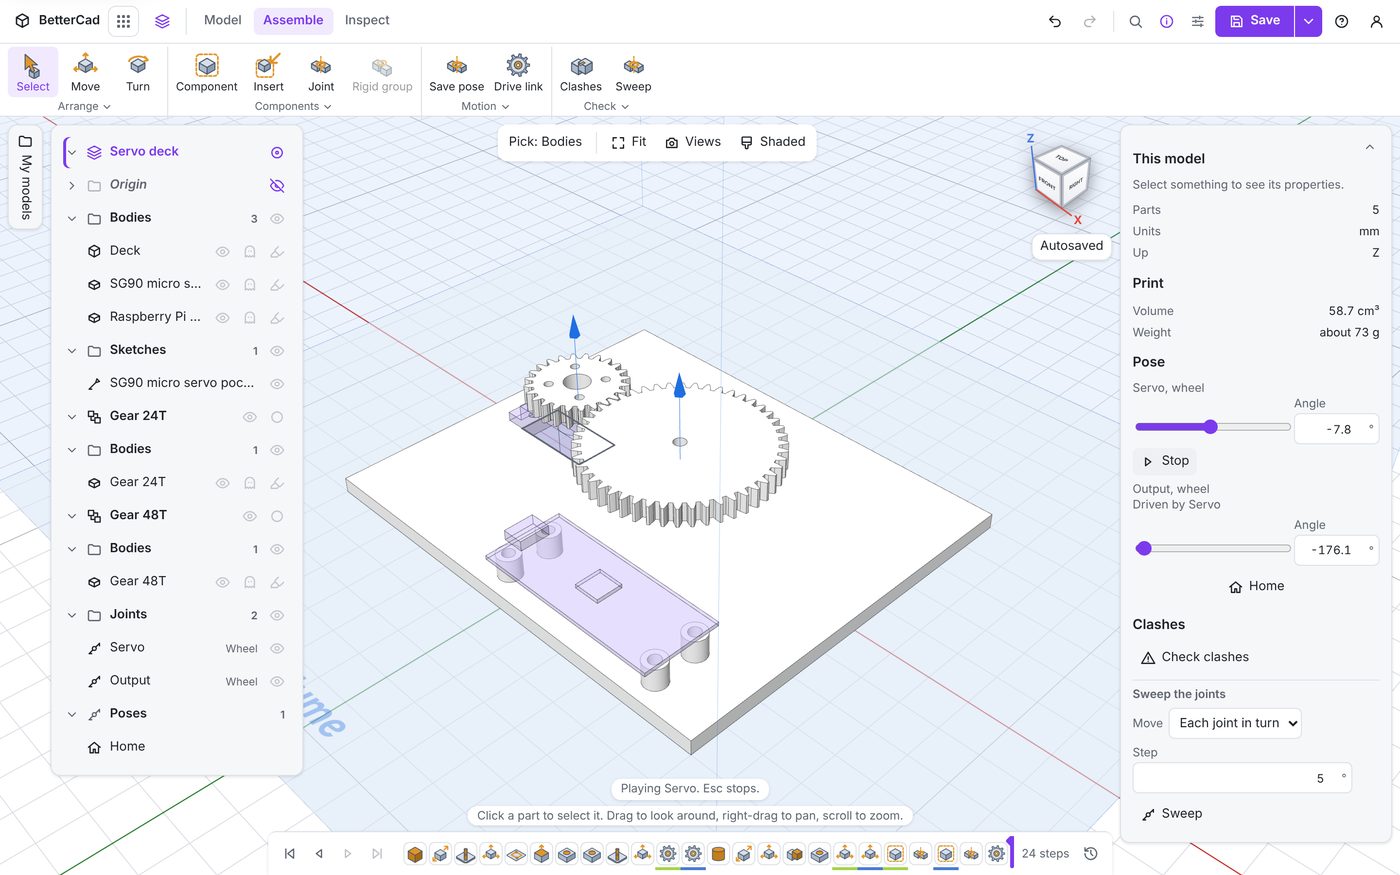 BetterCad
Model
Assemble
Inspect
Save
Select
Move
Turn
Component
Insert
Joint
Rigid group
Save pose
Drive link
Clashes
Sweep
Arrange
Components
Motion
Check
My models
Servo deck
Origin
Bodies 3
Deck
SG90 micro s...
Raspberry Pi ...
Sketches 1
SG90 micro servo poc...
Gear 24T
Bodies 1
Gear 24T
Gear 48T
Bodies 1
Gear 48T
Joints 2
Servo Wheel
Output Wheel
Poses 1
Home
Pick: Bodies
Fit
Views
Shaded
Z
TOP
FRONT
RIGHT
X
Autosaved
This model
Select something to see its properties.
Parts 5
Units mm
Up Z
Print
Volume 58.7 cm³
Weight about 73 g
Pose
Servo, wheel
Angle
-7.8 °
Stop
Output, wheel
Driven by Servo
Angle
-176.1 °
Home
Clashes
Check clashes
Sweep the joints
Move Each joint in turn
Step
5 °
Sweep
Playing Servo. Esc stops.
Click a part to select it. Drag to look around, right-drag to pan, scroll to zoom.
24 steps